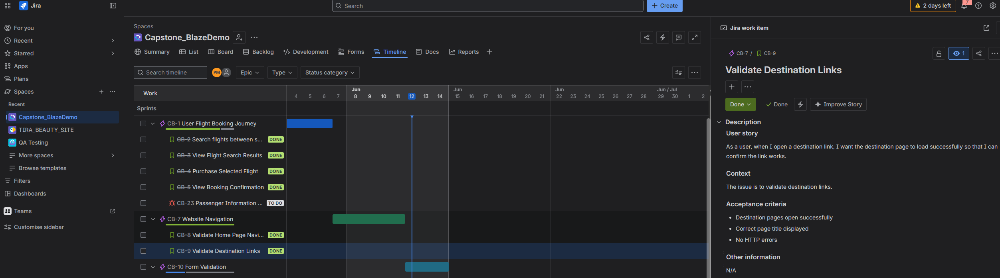 Jira
Search
+ Create
2 days left
7
For you
Recent
Starred
Apps
Plans
Spaces
Recent
Capstone_BlazeDemo
TIRA_BEAUTY_SITE
QA Testing
More spaces
Browse templates
Filters
Dashboards
Teams
Customise sidebar
Spaces
Capstone_BlazeDemo
Summary List Board Backlog Development Forms Timeline Docs Reports
Search timeline PM Epic Type Status category
Work
Jun Jun Jun Jun / Jul
4 5 6 7 8 9 10 11 12 13 14 15 16 17 18 19 20 21 22 23 24 25 26 27 28 29 30 1 2
Sprints
CB-1 User Flight Booking Journey
CB-2 Search flights between s... DONE
CB-3 View Flight Search Results DONE
CB-4 Purchase Selected Flight DONE
CB-5 View Booking Confirmation DONE
CB-23 Passenger Information ... TO DO
CB-7 Website Navigation
CB-8 Validate Home Page Navi... DONE
CB-9 Validate Destination Links DONE
CB-10 Form Validation
Jira work item
CB-7 / CB-9
1
Validate Destination Links
Done Done Improve Story
Description
User story
As a user, when I open a destination link, I want the destination page to load successfully so that I can
confirm the link works.
Context
The issue is to validate destination links.
Acceptance criteria
• Destination pages open successfully
• Correct page title displayed
• No HTTP errors
Other information
N/A